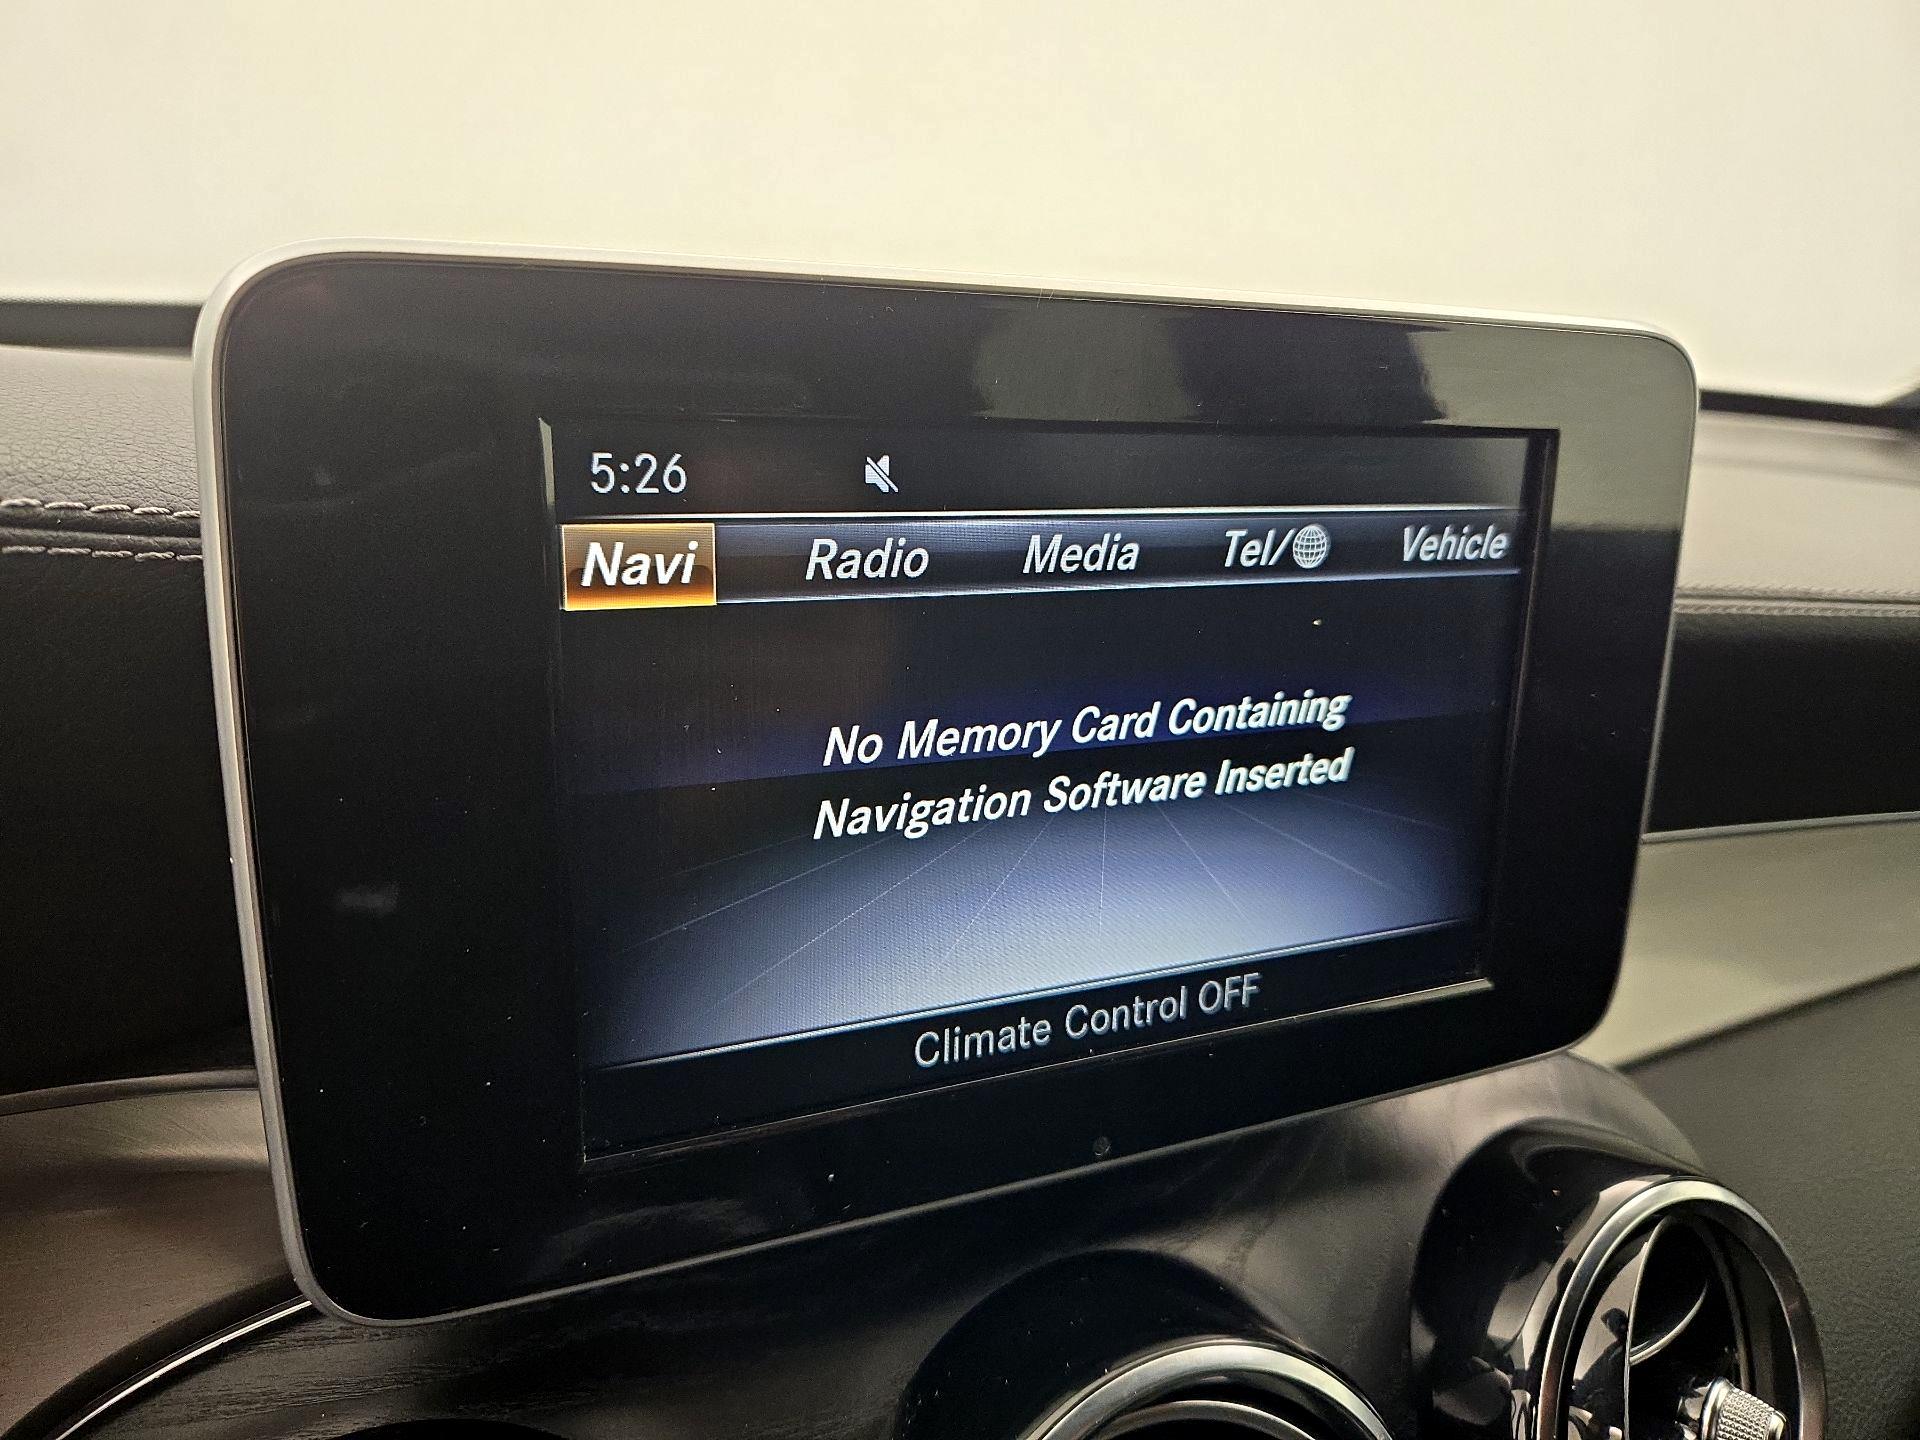 5:26
Navi Radio Media Tel/ Vehicle
No Memory Card Containing
Navigation Software Inserted
Climate Control OFF